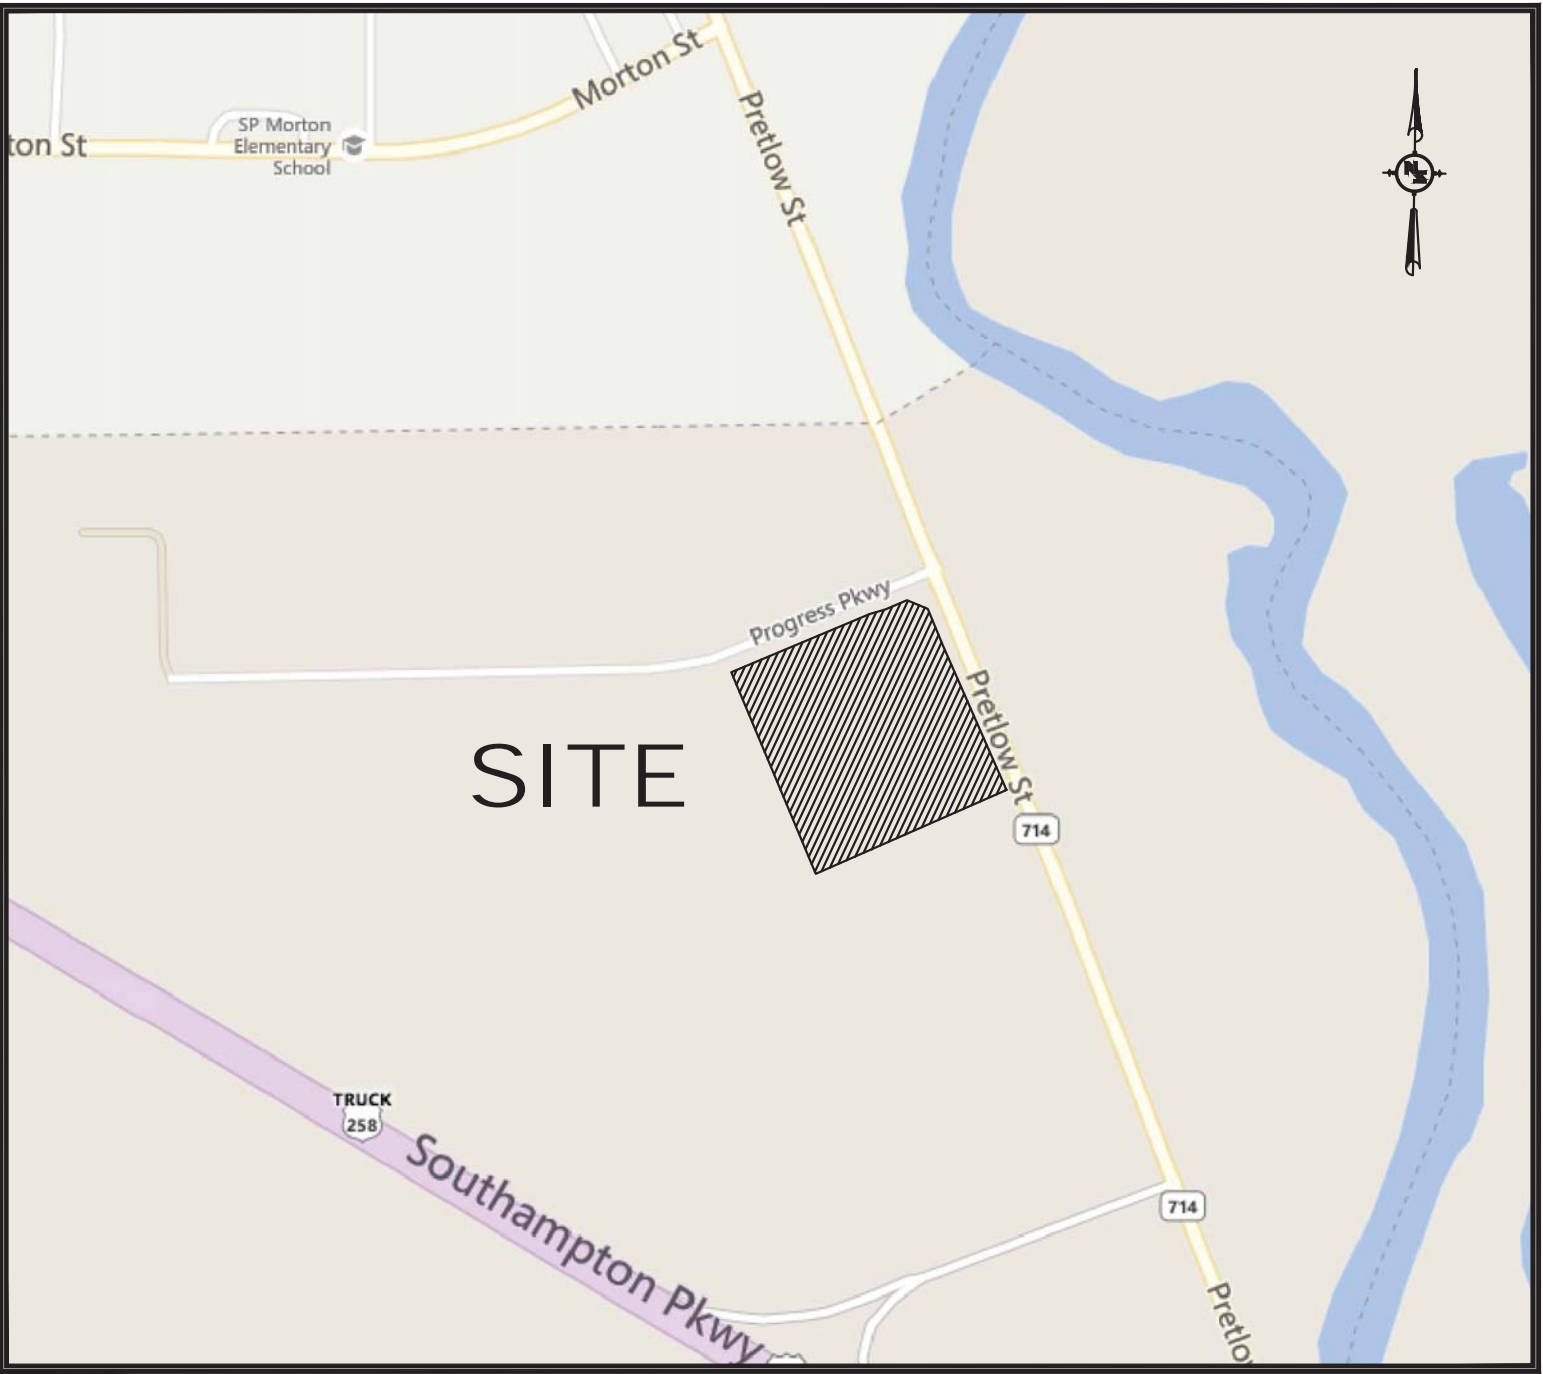 Morton St
ton St
SP Morton
Elementary
School
Pretlow St
NS
Progress Pkwy
Pretlow St
SITE
714
TRUCK
258
Southampton Pkwy
714
Pretlo